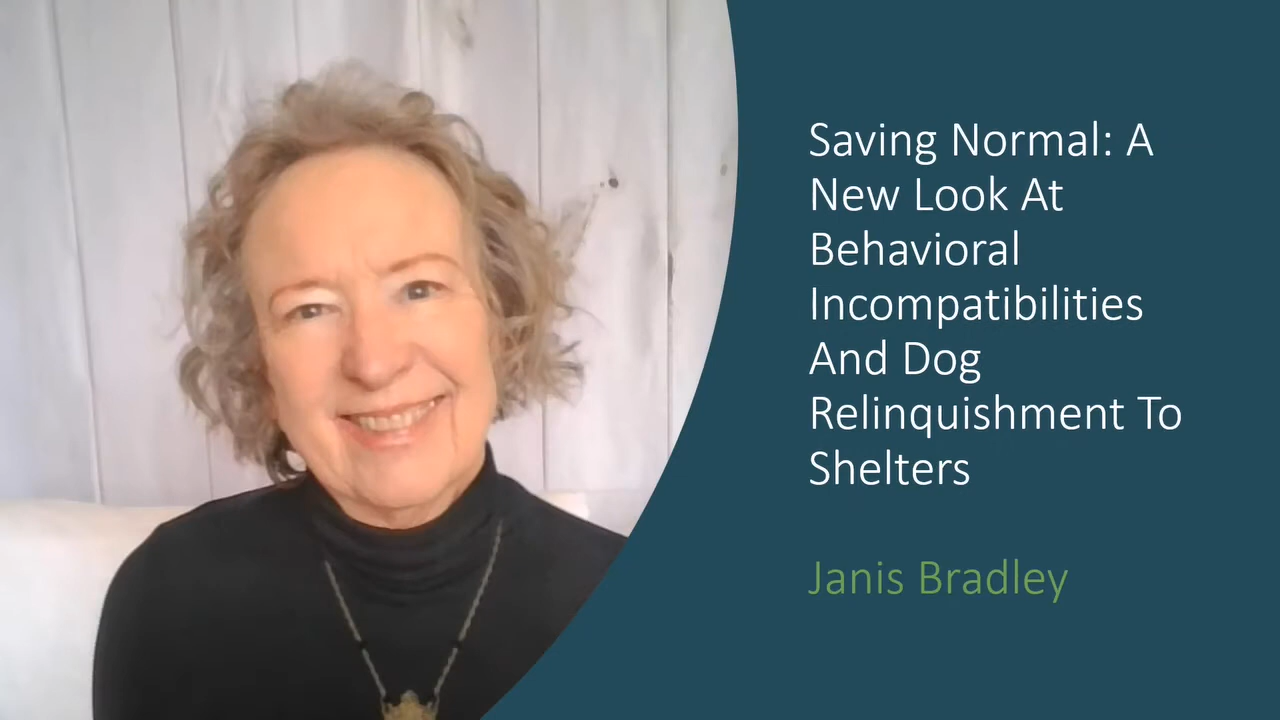 Saving Normal: A
New Look At
Behavioral
Incompatibilities
And Dog
Relinquishment To
Shelters
Janis Bradley